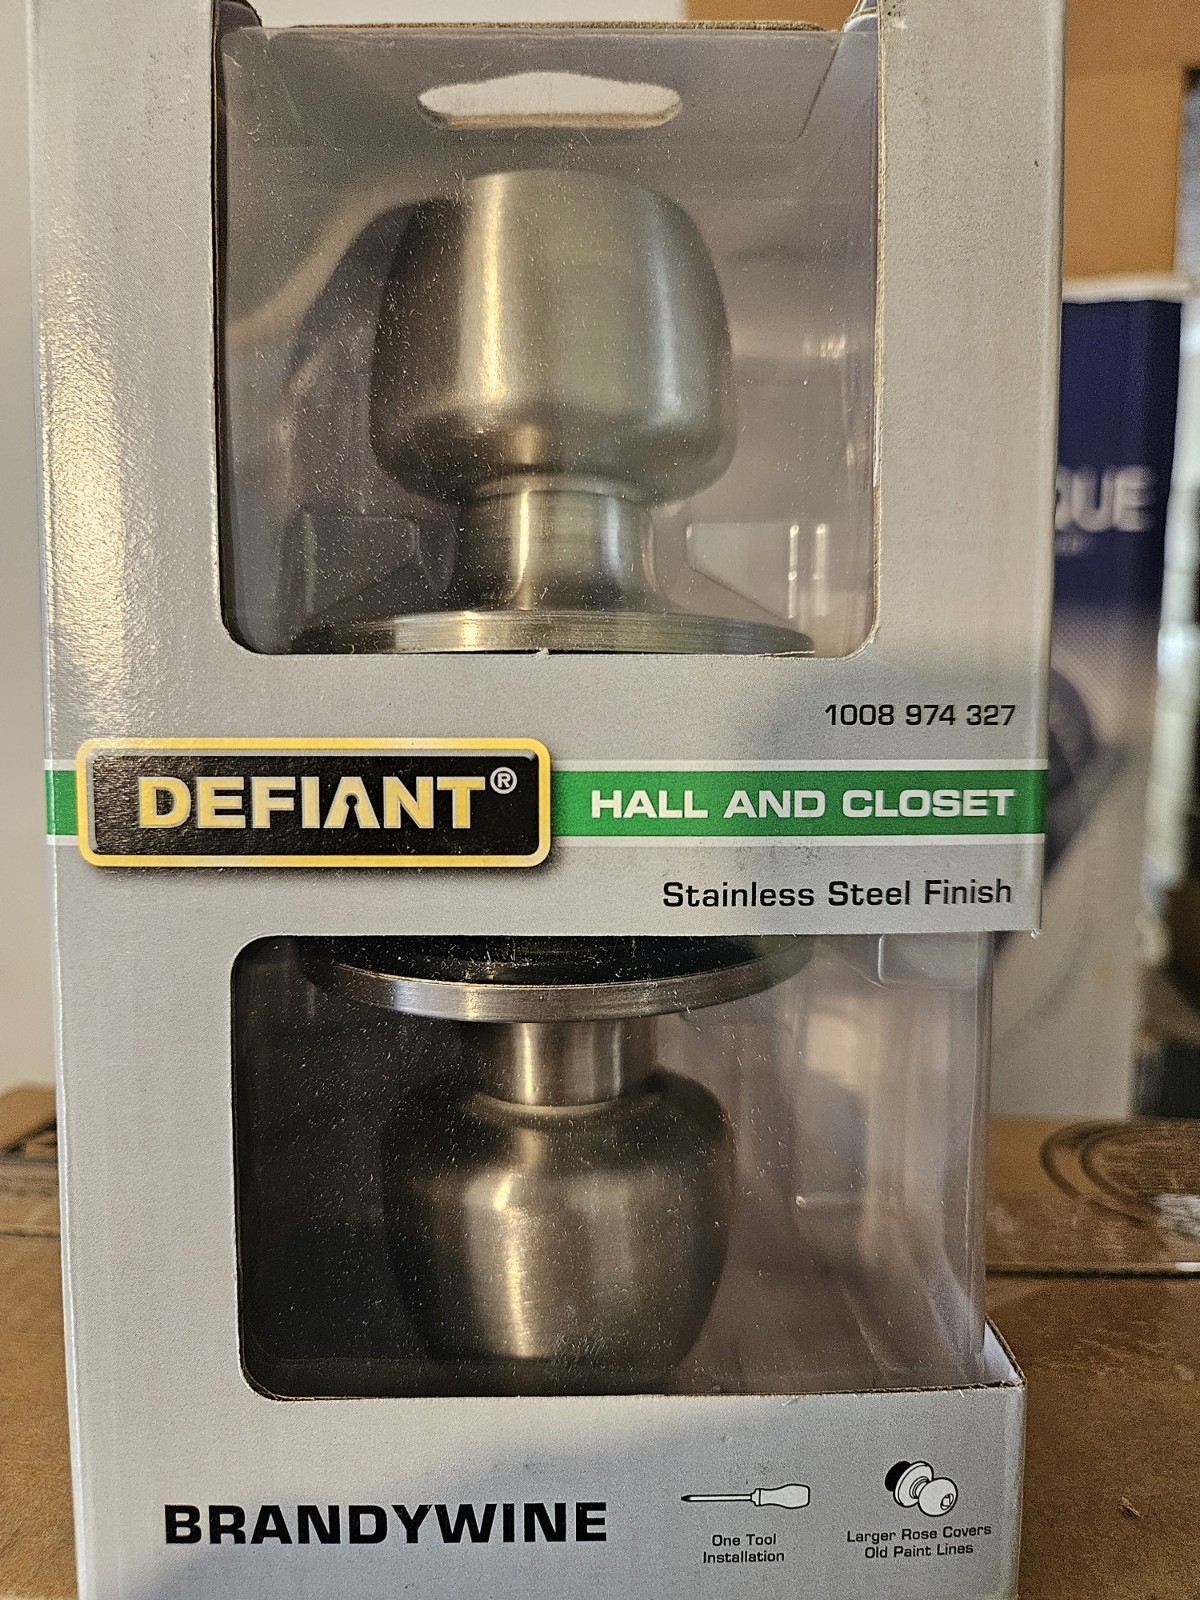 1008 974 327
DEFIANT®
HALL AND CLOSET
Stainless Steel Finish
BRANDYWINE
One Tool
Installation
Larger Rose Covers
Old Paint Lines